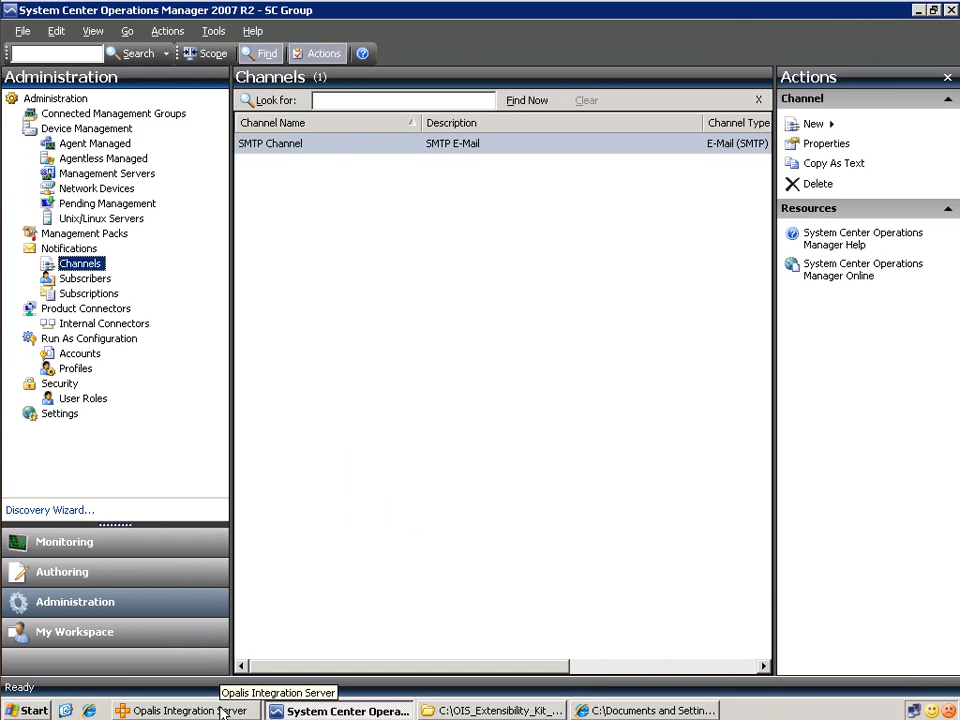 System Center Operations Manager 2007 R2 - SC Group
File Edit View Go Actions Tools Help
Search Scope Find Actions
Administration
Administration
Connected Management Groups
Device Management
Agent Managed
Agentless Managed
Management Servers
Network Devices
Pending Management
Unix/Linux Servers
Management Packs
Notifications
Channels
Subscribers
Subscriptions
Product Connectors
Internal Connectors
Run As Configuration
Accounts
Profiles
Security
User Roles
Settings
Discovery Wizard...
Monitoring
Authoring
Administration
My Workspace
Channels (1)
Look for: Find Now Clear X
Channel Name Description Channel Type
SMTP Channel SMTP E-Mail E-Mail (SMTP)
Actions
Channel
New
Properties
Copy As Text
Delete
Resources
System Center Operations
Manager Help
System Center Operations
Manager Online
Ready
Opalis Integration Server
Start Opalis Integration Server System Center Opera... C:\OIS_Extensibility_Kit_... C:\Documents and Settin...